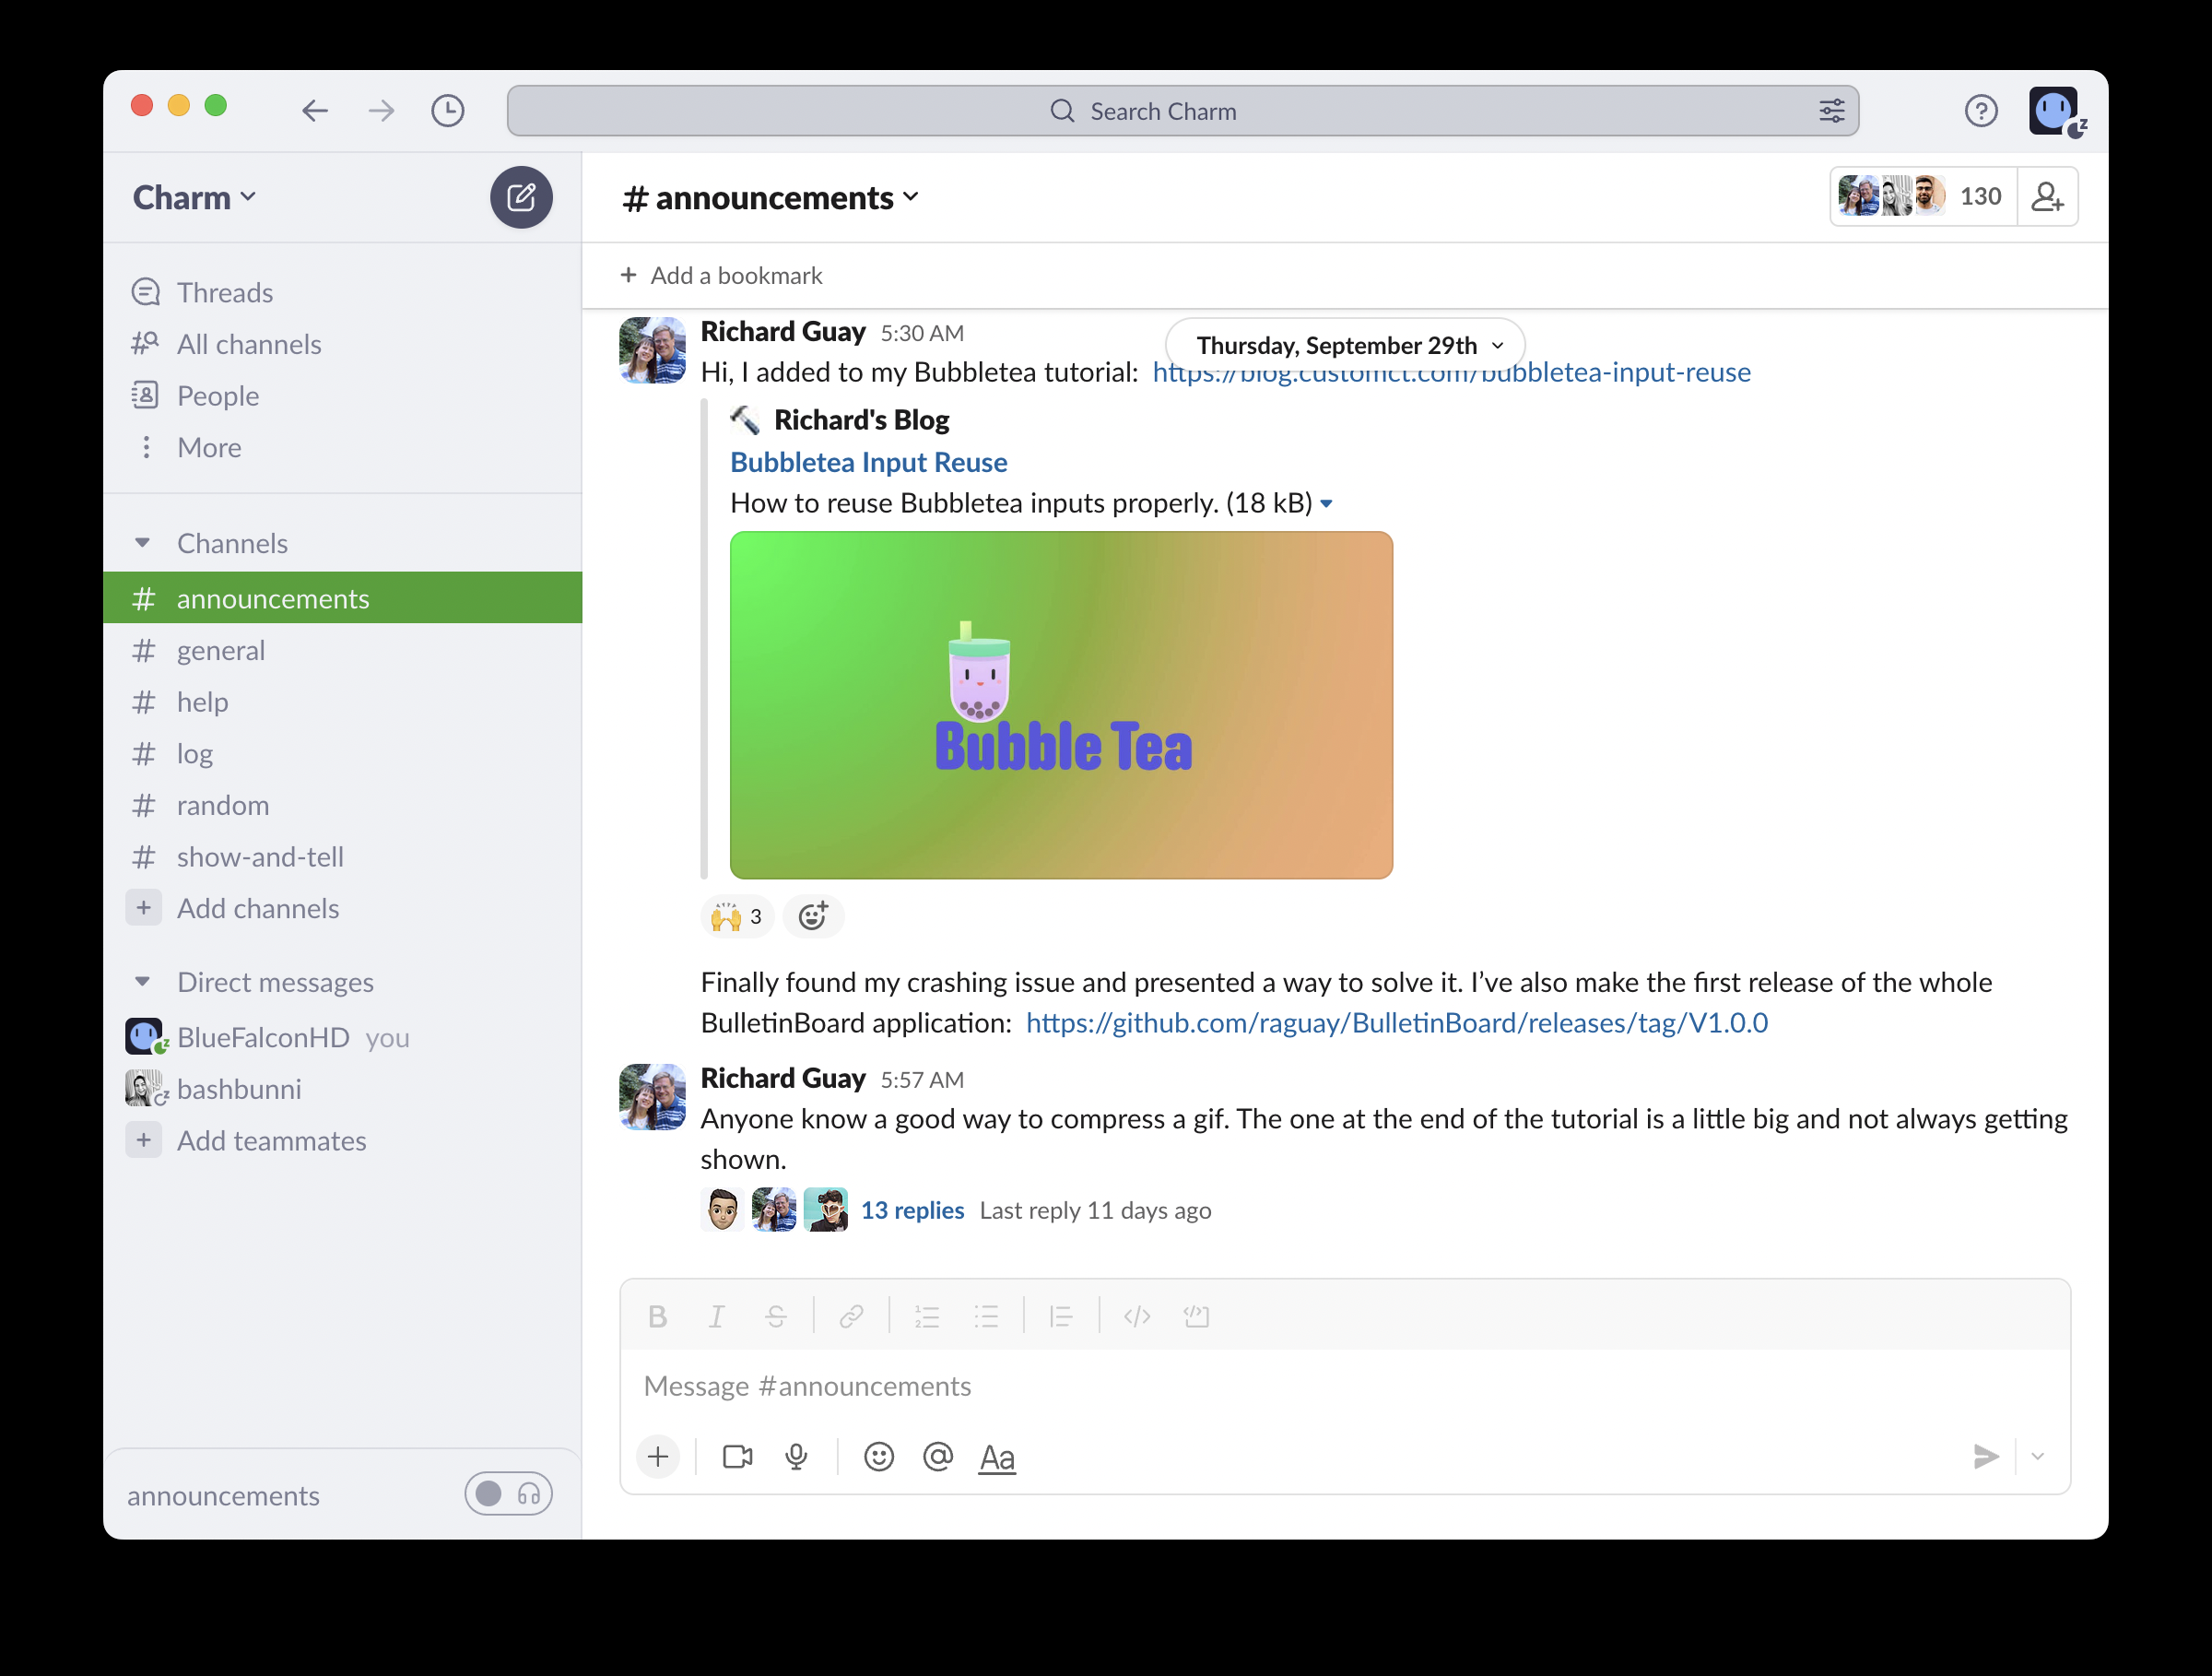 Search Charm
Charm
Threads
All channels
People
More
Channels
# announcements
# general
# help
# log
# random
# show-and-tell
+ Add channels
Direct messages
BlueFalconHD you
bashbunni
+ Add teammates
announcements
# announcements
130
+ Add a bookmark
Thursday, September 29th
Richard Guay 5:30 AM
Hi, I added to my Bubbletea tutorial: https://blog.customct.com/bubbletea-input-reuse
Richard's Blog
Bubbletea Input Reuse
How to reuse Bubbletea inputs properly. (18 kB)
Bubble Tea
3
Finally found my crashing issue and presented a way to solve it. I’ve also make the first release of the whole
BulletinBoard application: https://github.com/raguay/BulletinBoard/releases/tag/V1.0.0
Richard Guay 5:57 AM
Anyone know a good way to compress a gif. The one at the end of the tutorial is a little big and not always getting
shown.
13 replies Last reply 11 days ago
Message #announcements
Aa